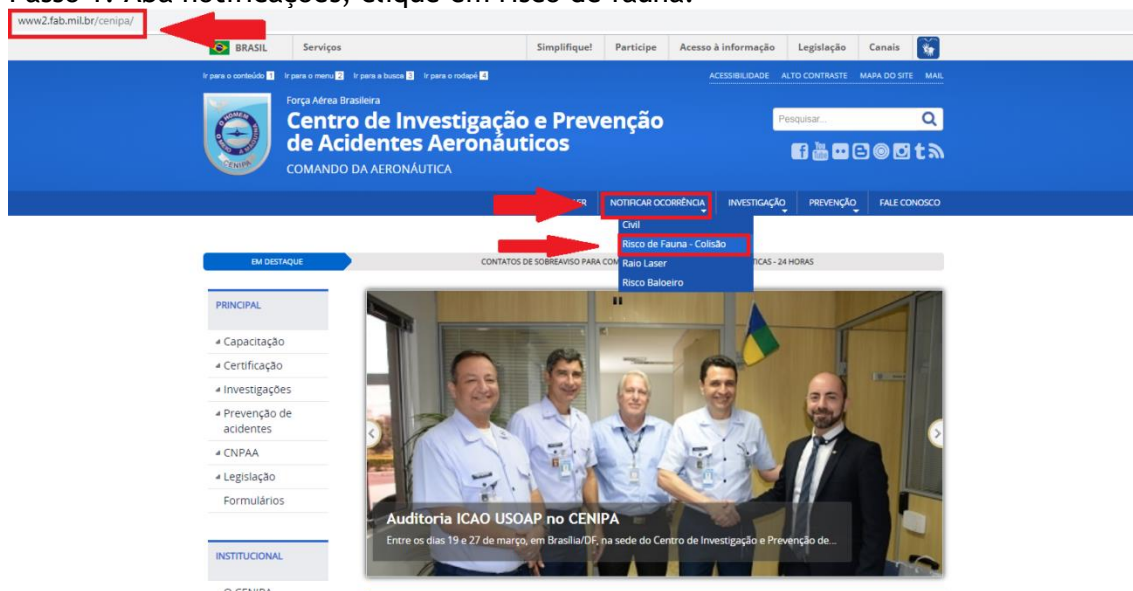 Passo 1: Aba notificações, clique em risco de fauna.
www2.fab.mil.br/cenipa/
BRASIL Serviços Simplifique! Participe Acesso à informação Legislação Canais
Ir para o conteúdo 1 Ir para o menu 2 Ir para a busca 3 Ir para o rodapé 4 ACESSIBILIDADE ALTO CONTRASTE MAPA DO SITE MAIL
Força Aérea Brasileira
Centro de Investigação e Prevenção
de Acidentes Aeronáuticos
COMANDO DA AERONÁUTICA
Pesquisar...
NOTIFICAR OCORRÊNCIA INVESTIGAÇÃO PREVENÇÃO FALE CONOSCO
Civil
Risco de Fauna - Colisão
Raio Laser
Risco Baloeiro
EM DESTAQUE CONTATOS DE SOBREAVISO PARA - 24 HORAS
PRINCIPAL
Capacitação
Certificação
Investigações
Prevenção de
acidentes
CNPAA
Legislação
Formulários
INSTITUCIONAL
O CENIPA
Auditoria ICAO USOAP no CENIPA
Entre os dias 19 e 27 de março, em Brasília/DF, na sede do Centro de Investigação e Prevenção de...